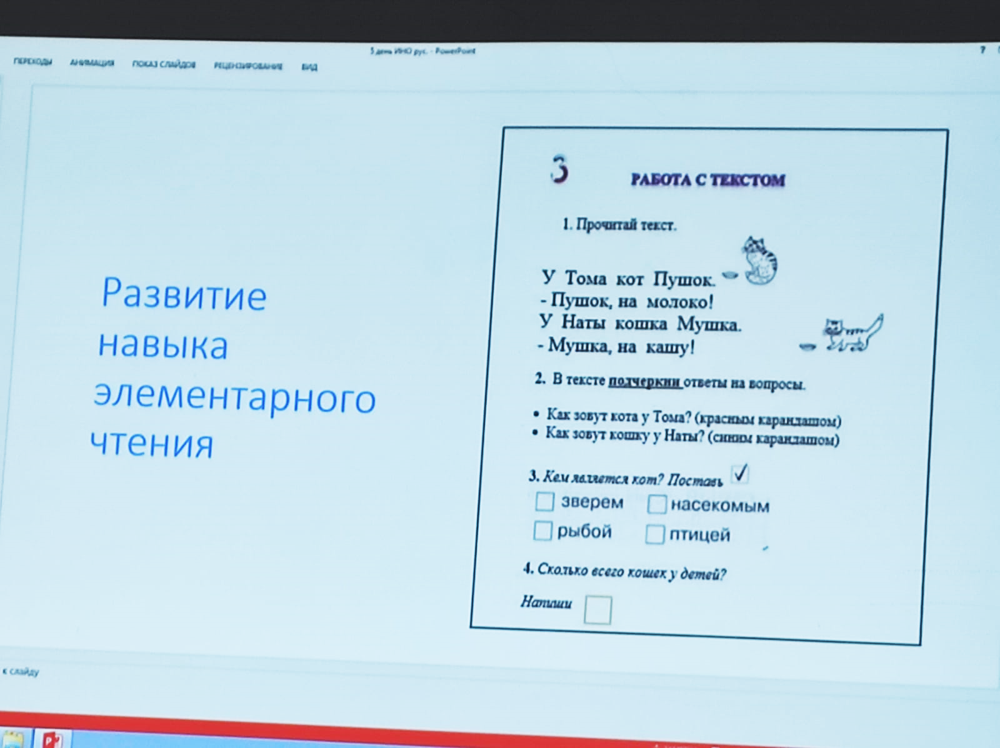 5 день ИНО рус. - PowerPoint
?
ПЕРЕХОДЫ АНИМАЦИЯ ПОКАЗ СЛАЙДОВ РЕЦЕНЗИРОВАНИЕ ВИД
Развитие
навыка
элементарного
чтения
3
РАБОТА С ТЕКСТОМ
1. Прочитай текст.
У Тома кот Пушок.
- Пушок, на молоко!
У Наты кошка Мушка.
- Мушка, на кашу!
2. В тексте подчеркни ответы на вопросы.
• Как зовут кота у Тома? (красным карандашом)
• Как зовут кошку у Наты? (синим карандашом)
3. Кем является кот? Поставь ✓
зверем насекомым
рыбой птицей
4. Сколько всего кошек у детей?
Напиши
к слайду
P